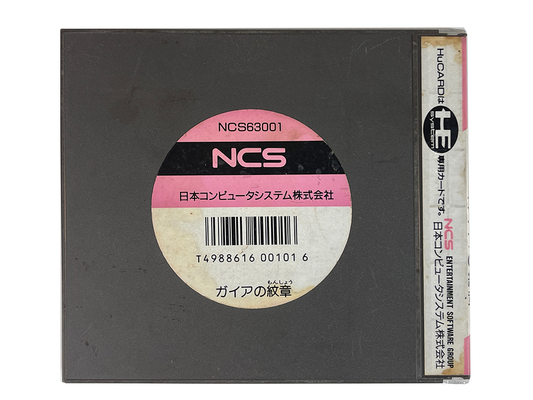 NCS63001
NCS
日本コンピュータシステム株式会社
T4988616 00101 6
ガイアの紋章
もんしょう
HuCARDは HE SYSTEM 専用カードです。
NCS ENTERTAINMENT SOFTWARE GROUP
日本コンピュータシステム株式会社